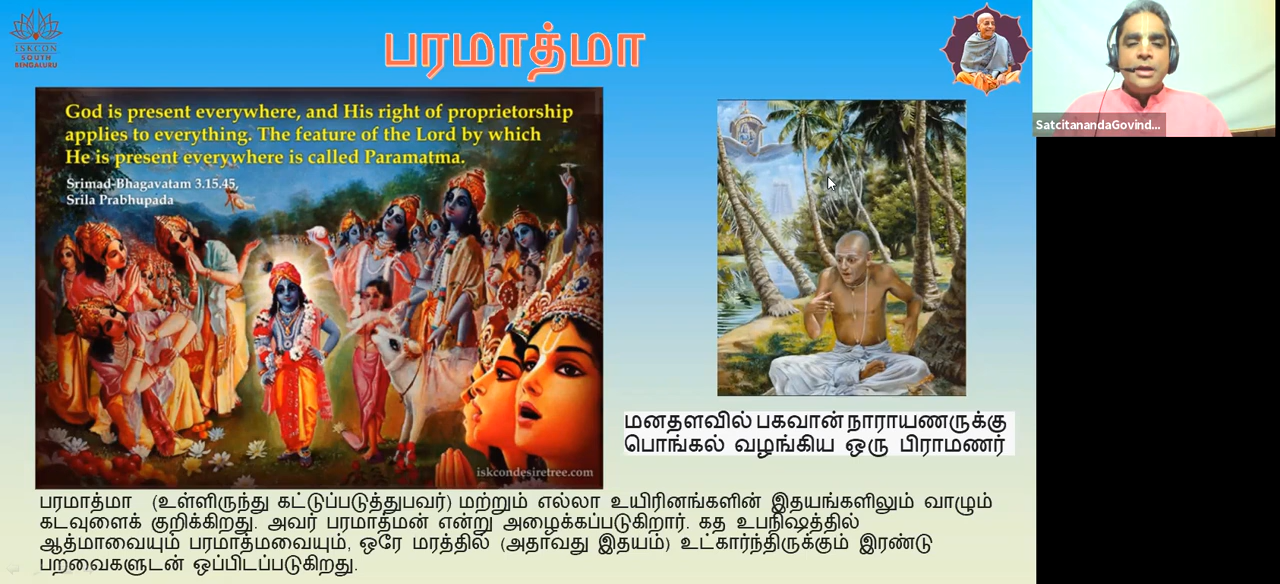 ISKCON
SOUTH
BENGALURU
பரமாத்மா
God is present everywhere, and His right of proprietorship
applies to everything. The feature of the Lord by which
He is present everywhere is called Paramatma.
Srimad-Bhagavatam 3.15.45,
Srila Prabhupada
iskcondesiretree.com
SatcitanandaGovind...
மனதளவில் பகவான் நாராயணருக்கு
பொங்கல் வழங்கிய ஒரு பிராமணர்
பரமாத்மா (உள்ளிருந்து கட்டுப்படுத்துபவர்) மற்றும் எல்லா உயிரினங்களின் இதயங்களிலும் வாழும்
கடவுளைக் குறிக்கிறது. அவர் பரமாத்மன் என்று அழைக்கப்படுகிறார். கத உபநிஷத்தில்
ஆத்மாவையும் பரமாத்மவையும், ஒரே மரத்தில் (அதாவது இதயம்) உட்கார்ந்திருக்கும் இரண்டு
பறவைகளுடன் ஒப்பிடப்படுகிறது.